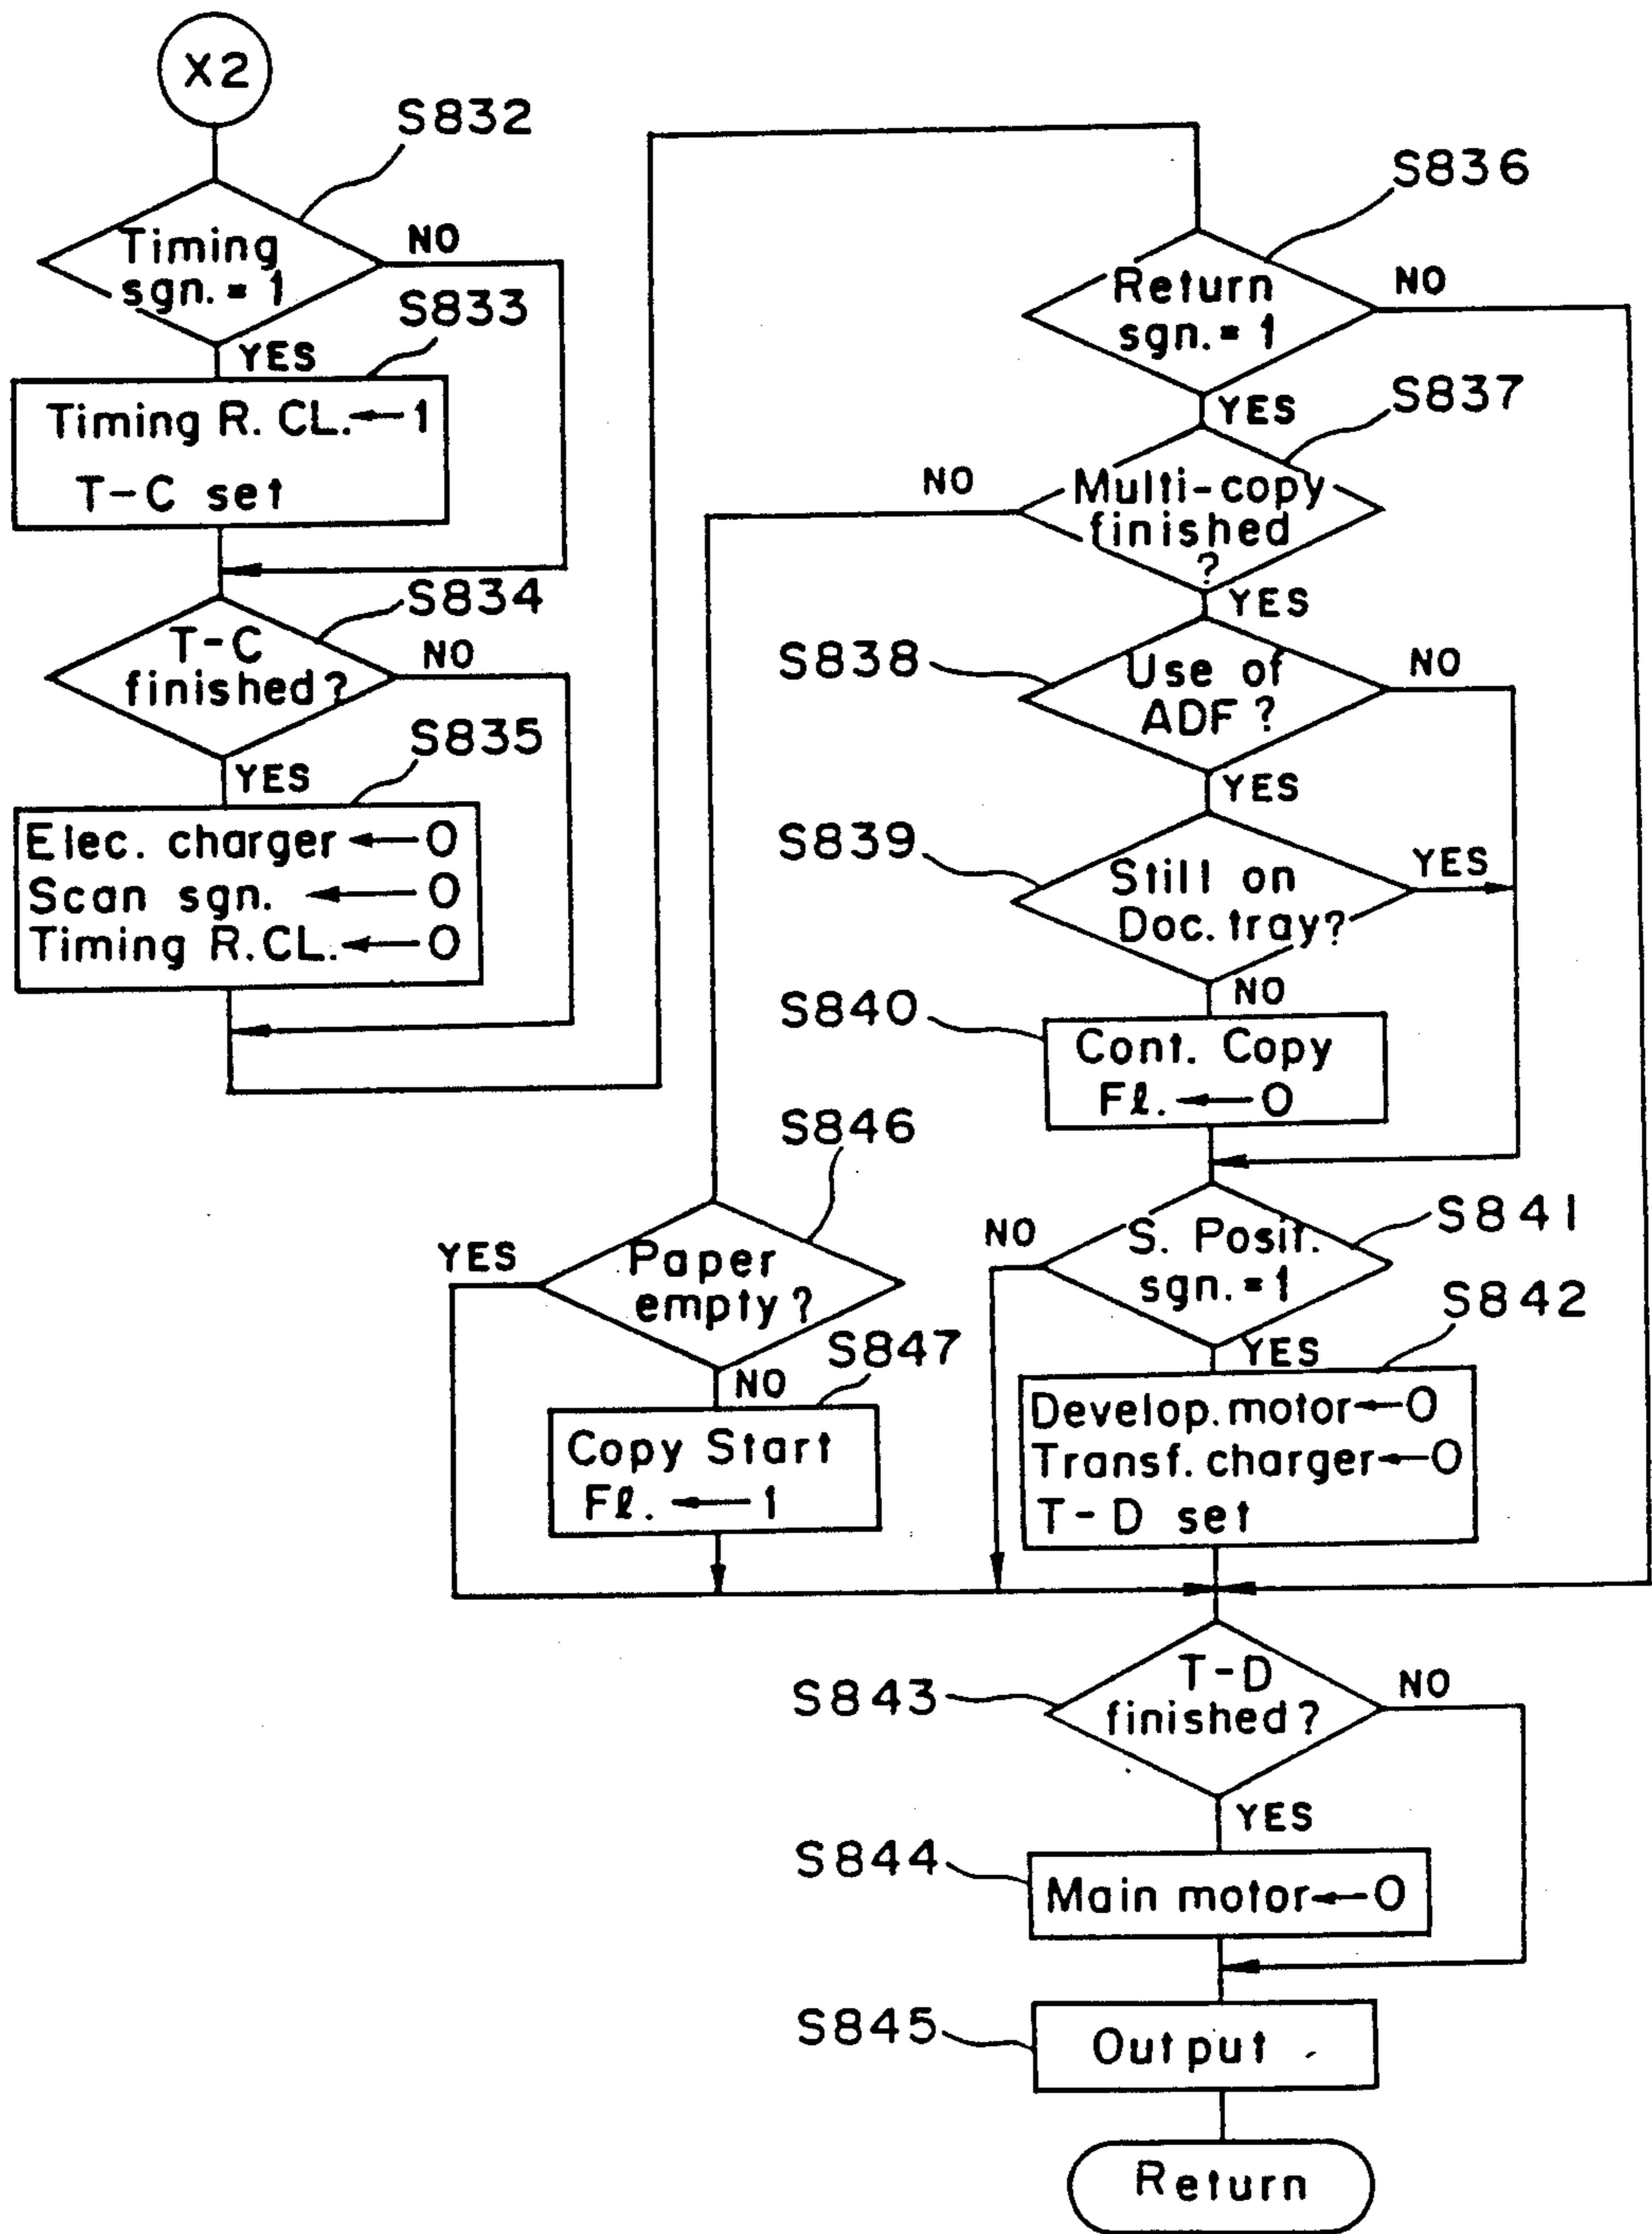 X2
S832
Timing
sgn. = 1
NO
YES
S833
Timing R. CL. ← 1
T-C set
S834
T-C
finished?
NO
YES
S835
Elec. charger ← 0
Scan sgn. ← 0
Timing R.CL. ← 0
S836
Return
sgn. = 1
NO
YES
S837
Multi-copy
finished
?
NO
YES
S838
Use of
ADF?
NO
YES
S839
Still on
Doc. tray?
YES
NO
S840
Cont. Copy
Fl. ← 0
S841
S. Posit.
sgn. = 1
NO
YES
S842
Develop. motor ← 0
Transf. charger ← 0
T-D set
S846
Paper
empty?
YES
NO
S847
Copy Start
Fl. ← 1
S843
T-D
finished?
NO
YES
S844
Main motor ← 0
S845
Output
Return